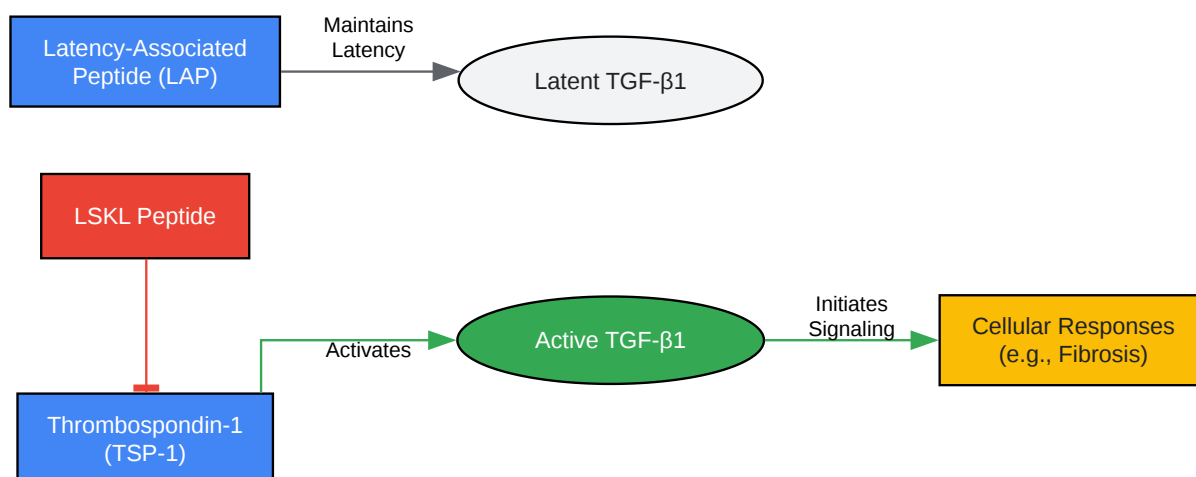 Latency-Associated
Peptide (LAP)
Maintains
Latency
Latent TGF-β1
LSKL Peptide
Activates
Active TGF-β1
Initiates
Signaling
Cellular Responses
(e.g., Fibrosis)
Thrombospondin-1
(TSP-1)